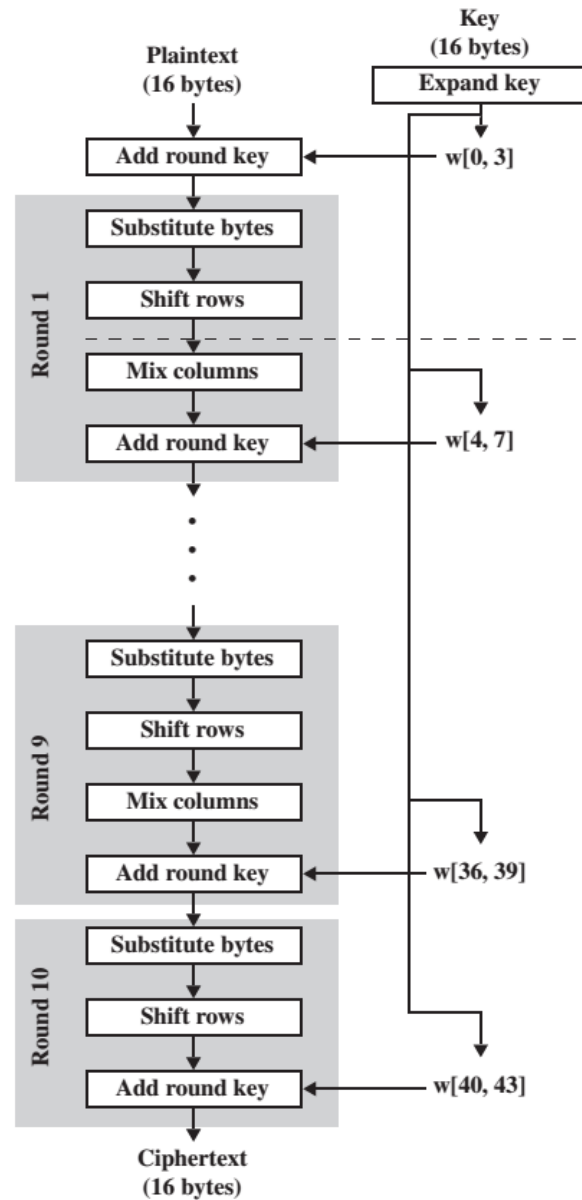 Key
(16 bytes)
Plaintext
(16 bytes)
Expand key
Add round key
w[0, 3]
Round 1
Substitute bytes
Shift rows
Mix columns
Add round key
w[4, 7]
Round 9
Substitute bytes
Shift rows
Mix columns
Add round key
w[36, 39]
Round 10
Substitute bytes
Shift rows
Add round key
w[40, 43]
Ciphertext
(16 bytes)